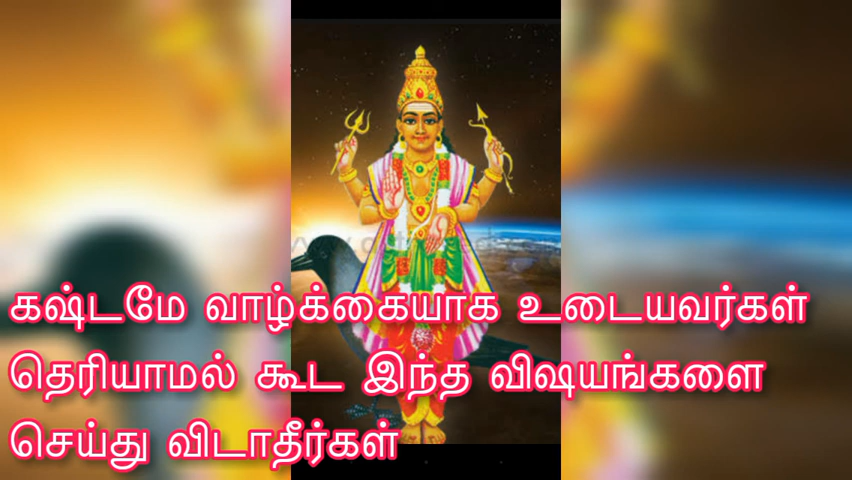 கஷ்டமே வாழ்க்கையாக உடையவர்கள்
தெரியாமல் கூட இந்த விஷயங்களை
செய்து விடாதீர்கள்